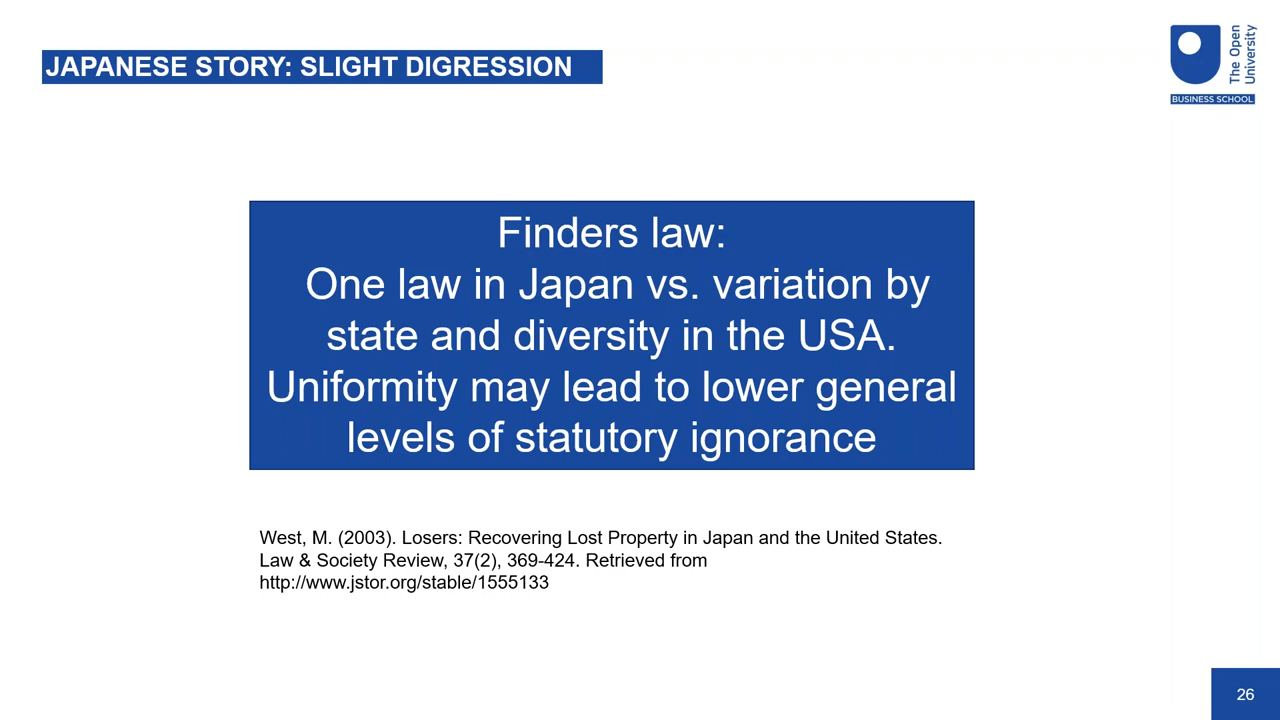 JAPANESE STORY: SLIGHT DIGRESSION
The Open
University
BUSINESS SCHOOL
Finders law:
One law in Japan vs. variation by
state and diversity in the USA.
Uniformity may lead to lower general
levels of statutory ignorance
West, M. (2003). Losers: Recovering Lost Property in Japan and the United States.
Law & Society Review, 37(2), 369-424. Retrieved from
http://www.jstor.org/stable/1555133
26